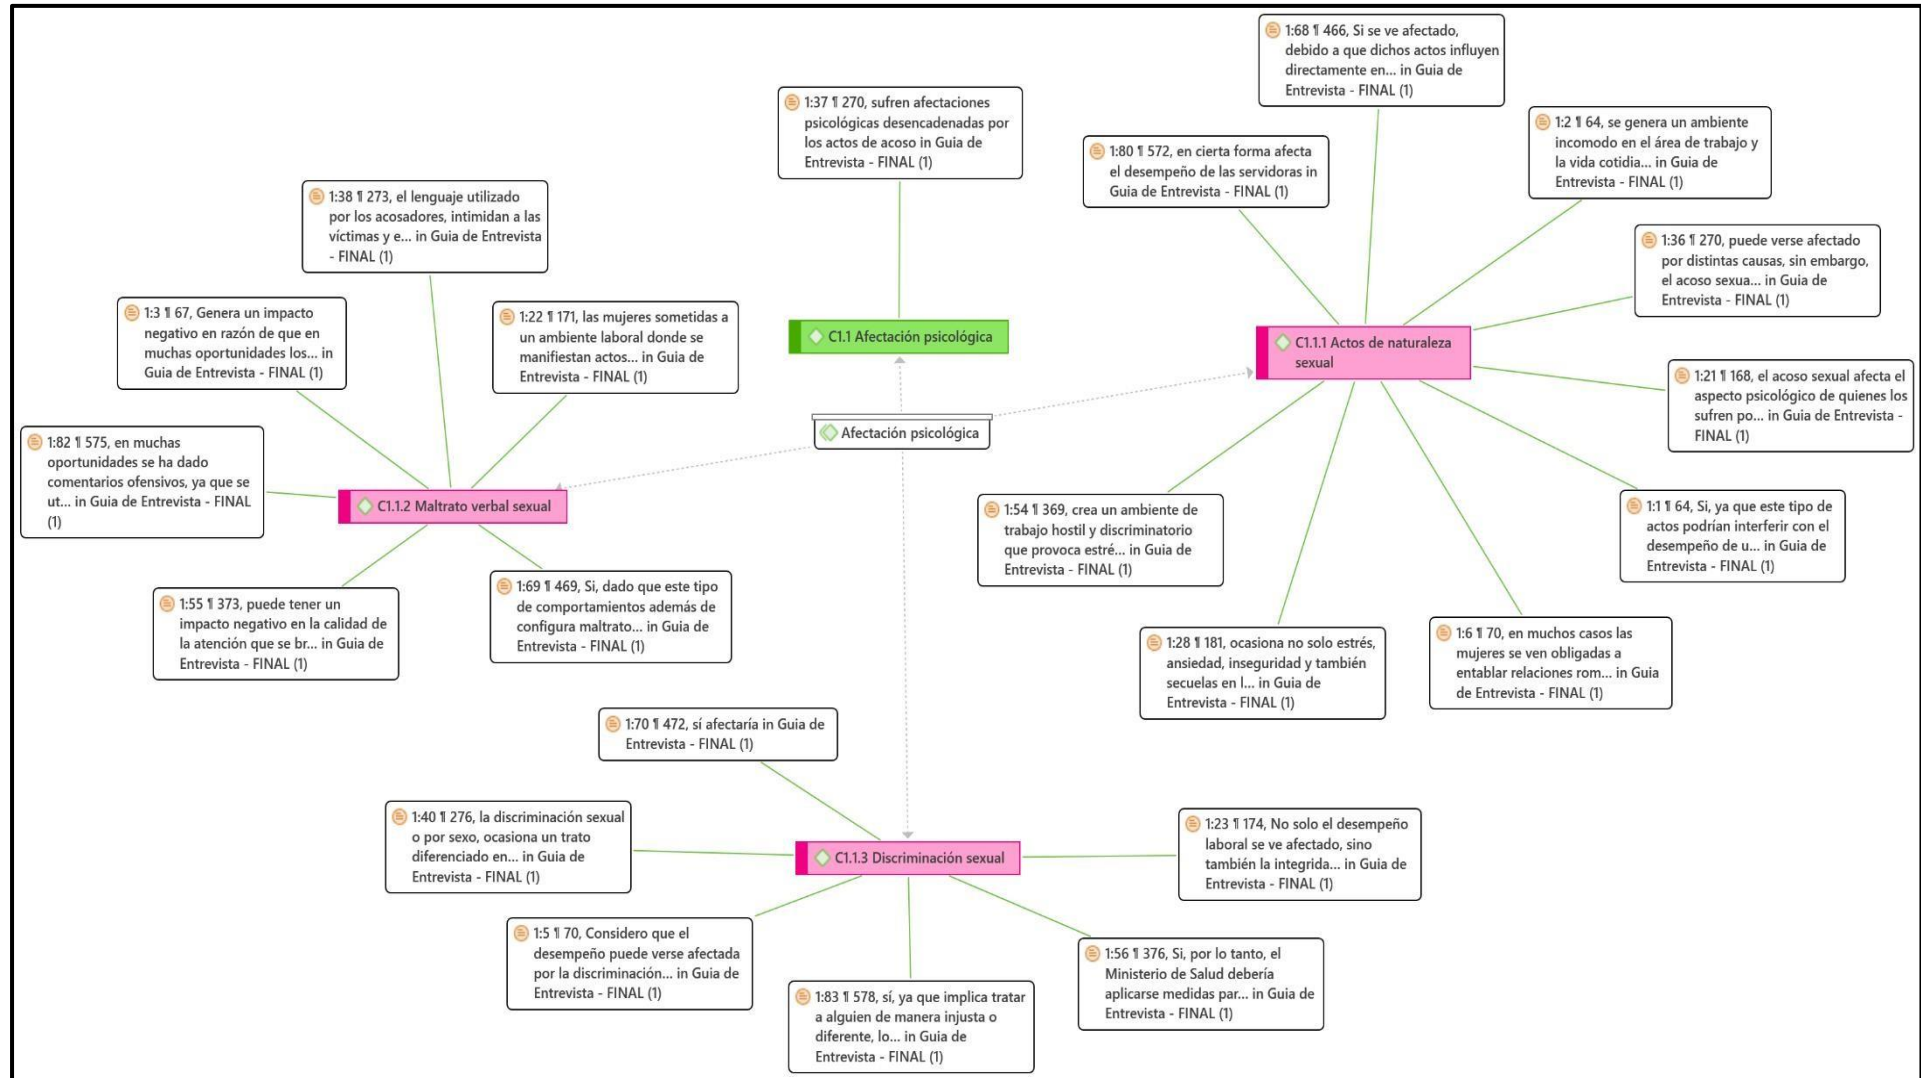 1:68 ¶ 466, Si se ve afectado,
debido a que dichos actos influyen
directamente en... in Guia de
Entrevista - FINAL (1)
1:37 ¶ 270, sufren afectaciones
psicológicas desencadenadas por
los actos de acoso in Guia de
Entrevista - FINAL (1)
1:2 ¶ 64, se genera un ambiente
incomodo en el área de trabajo y
la vida cotidia... in Guia de
Entrevista - FINAL (1)
1:80 ¶ 572, en cierta forma afecta
el desempeño de las servidoras in
Guia de Entrevista - FINAL (1)
1:38 ¶ 273, el lenguaje utilizado
por los acosadores, intimidan a las
víctimas y e... in Guia de Entrevista
- FINAL (1)
1:36 ¶ 270, puede verse afectado
por distintas causas, sin embargo,
el acoso sexua... in Guia de
Entrevista - FINAL (1)
1:3 ¶ 67, Genera un impacto
negativo en razón de que en
muchas oportunidades los... in
Guia de Entrevista - FINAL (1)
1:22 ¶ 171, las mujeres sometidas a
un ambiente laboral donde se
manifiestan actos... in Guia de
Entrevista - FINAL (1)
C1.1 Afectación psicológica
C1.1.1 Actos de naturaleza
sexual
1:21 ¶ 168, el acoso sexual afecta el
aspecto psicológico de quienes los
sufren po... in Guia de Entrevista -
FINAL (1)
Afectación psicológica
1:82 ¶ 575, en muchas
oportunidades se ha dado
comentarios ofensivos, ya que se
ut... in Guia de Entrevista - FINAL
(1)
C1.1.2 Maltrato verbal sexual
1:54 ¶ 369, crea un ambiente de
trabajo hostil y discriminatorio
que provoca estré... in Guia de
Entrevista - FINAL (1)
1:1 ¶ 64, Si, ya que este tipo de
actos podrían interferir con el
desempeño de u... in Guia de
Entrevista - FINAL (1)
1:55 ¶ 373, puede tener un
impacto negativo en la calidad de
la atención que se br... in Guia de
Entrevista - FINAL (1)
1:69 ¶ 469, Si, dado que este tipo
de comportamientos además de
configura maltrato... in Guia de
Entrevista - FINAL (1)
1:28 ¶ 181, ocasiona no solo estrés,
ansiedad, inseguridad y también
secuelas en l... in Guia de
Entrevista - FINAL (1)
1:6 ¶ 70, en muchos casos las
mujeres se ven obligadas a
entablar relaciones rom... in Guia
de Entrevista - FINAL (1)
1:70 ¶ 472, sí afectaría in Guia de
Entrevista - FINAL (1)
1:40 ¶ 276, la discriminación sexual
o por sexo, ocasiona un trato
diferenciado en... in Guia de
Entrevista - FINAL (1)
C1.1.3 Discriminación sexual
1:23 ¶ 174, No solo el desempeño
laboral se ve afectado, sino
también la integrida... in Guia de
Entrevista - FINAL (1)
1:5 ¶ 70, Considero que el
desempeño puede verse afectada
por la discriminación... in Guia de
Entrevista - FINAL (1)
1:83 ¶ 578, sí, ya que implica tratar
a alguien de manera injusta o
diferente, lo... in Guia de
Entrevista - FINAL (1)
1:56 ¶ 376, Si, por lo tanto, el
Ministerio de Salud debería
aplicarse medidas par... in Guia de
Entrevista - FINAL (1)